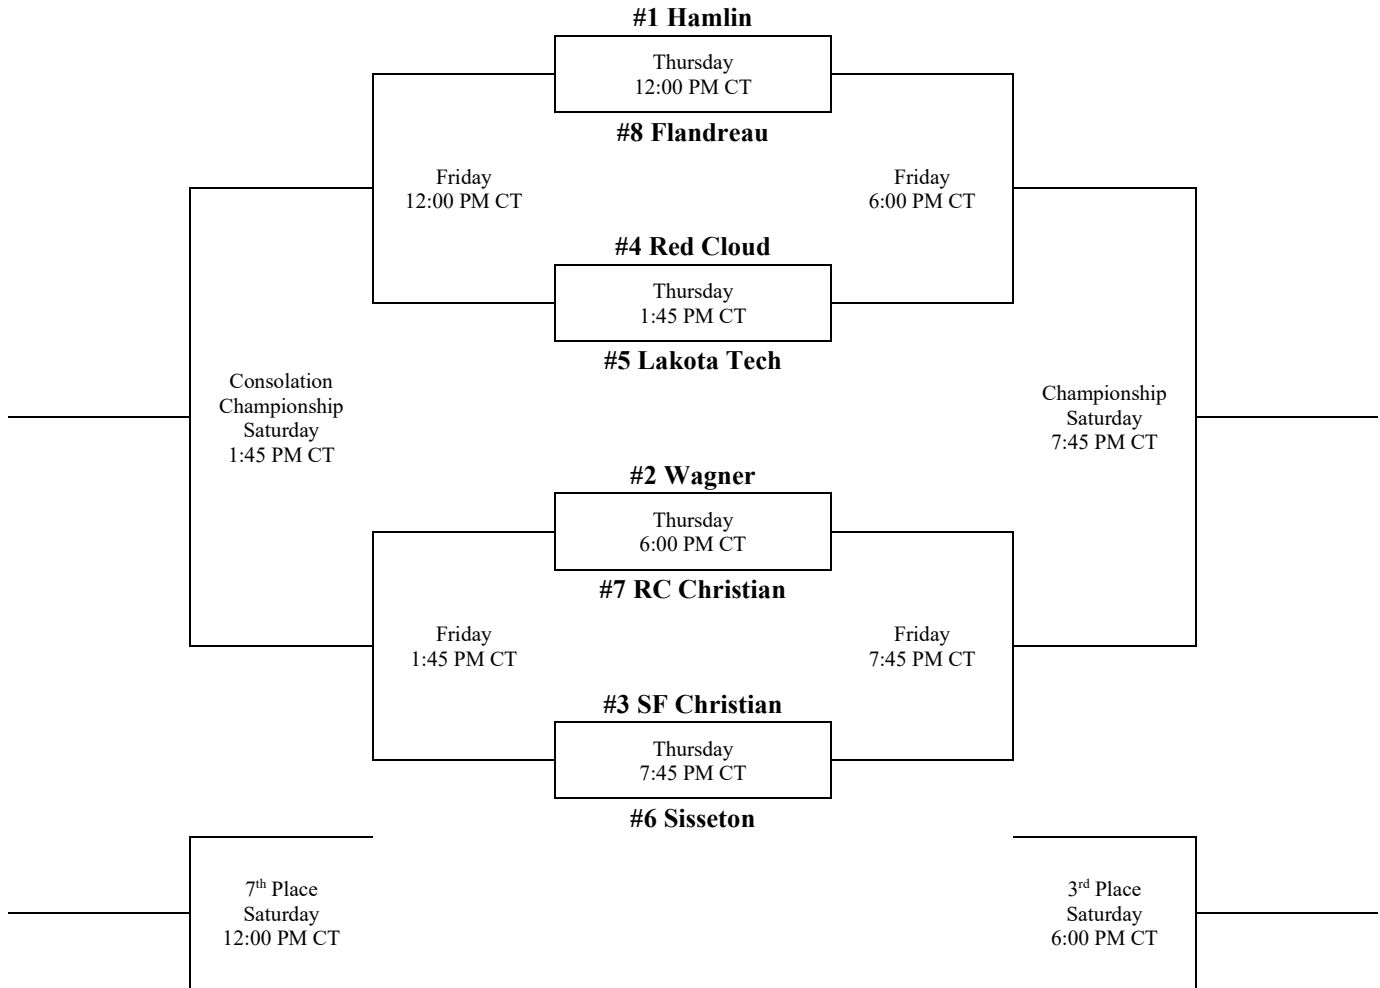 #1 Hamlin
Thursday
12:00 PM CT
#8 Flandreau
Friday
12:00 PM CT
Friday
6:00 PM CT
#4 Red Cloud
Thursday
1:45 PM CT
#5 Lakota Tech
Consolation
Championship
Saturday
1:45 PM CT
Championship
Saturday
7:45 PM CT
#2 Wagner
Thursday
6:00 PM CT
#7 RC Christian
Friday
1:45 PM CT
Friday
7:45 PM CT
#3 SF Christian
Thursday
7:45 PM CT
#6 Sisseton
7th Place
Saturday
12:00 PM CT
3rd Place
Saturday
6:00 PM CT